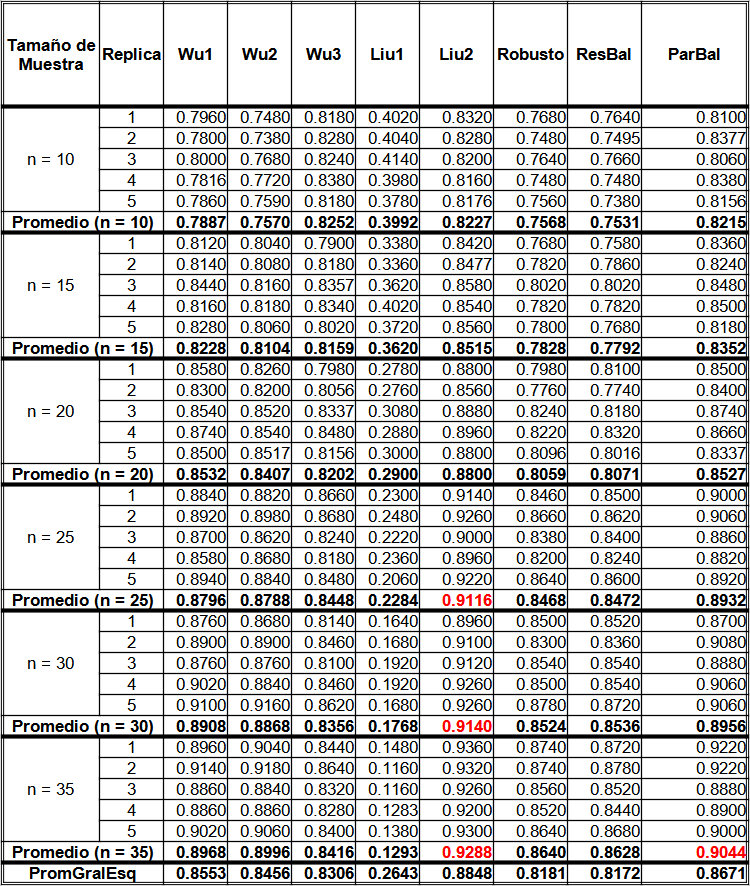 Tamaño de Muestra Replica Wu1 Wu2 Wu3 Liu1 Liu2 Robusto ResBal ParBal
1 0.7960 0.7480 0.8180 0.4020 0.8320 0.7680 0.7640 0.8100
2 0.7800 0.7380 0.8280 0.4040 0.8280 0.7480 0.7495 0.8377
n = 10 3 0.8000 0.7680 0.8240 0.4140 0.8200 0.7640 0.7660 0.8060
4 0.7816 0.7720 0.8380 0.3980 0.8160 0.7480 0.7480 0.8380
5 0.7860 0.7590 0.8180 0.3780 0.8176 0.7560 0.7380 0.8156
Promedio (n = 10) 0.7887 0.7570 0.8252 0.3992 0.8227 0.7568 0.7531 0.8215
1 0.8120 0.8040 0.7900 0.3380 0.8420 0.7680 0.7580 0.8360
2 0.8140 0.8080 0.8180 0.3360 0.8477 0.7820 0.7860 0.8240
n = 15 3 0.8440 0.8160 0.8357 0.3620 0.8580 0.8020 0.8020 0.8480
4 0.8160 0.8180 0.8340 0.4020 0.8540 0.7820 0.7820 0.8500
5 0.8280 0.8060 0.8020 0.3720 0.8560 0.7800 0.7680 0.8180
Promedio (n = 15) 0.8228 0.8104 0.8159 0.3620 0.8515 0.7828 0.7792 0.8352
1 0.8580 0.8260 0.7980 0.2780 0.8800 0.7980 0.8100 0.8500
2 0.8300 0.8200 0.8056 0.2760 0.8560 0.7760 0.7740 0.8400
n = 20 3 0.8540 0.8520 0.8337 0.3080 0.8880 0.8240 0.8180 0.8740
4 0.8740 0.8540 0.8480 0.2880 0.8960 0.8220 0.8320 0.8660
5 0.8500 0.8517 0.8156 0.3000 0.8800 0.8096 0.8016 0.8337
Promedio (n = 20) 0.8532 0.8407 0.8202 0.2900 0.8800 0.8059 0.8071 0.8527
1 0.8840 0.8820 0.8660 0.2300 0.9140 0.8460 0.8500 0.9000
2 0.8920 0.8980 0.8680 0.2480 0.9260 0.8660 0.8620 0.9060
n = 25 3 0.8700 0.8620 0.8240 0.2220 0.9000 0.8380 0.8400 0.8860
4 0.8580 0.8680 0.8180 0.2360 0.8960 0.8200 0.8240 0.8820
5 0.8940 0.8840 0.8480 0.2060 0.9220 0.8640 0.8600 0.8920
Promedio (n = 25) 0.8796 0.8788 0.8448 0.2284 0.9116 0.8468 0.8472 0.8932
1 0.8760 0.8680 0.8140 0.1640 0.8960 0.8500 0.8520 0.8700
2 0.8900 0.8900 0.8460 0.1680 0.9100 0.8300 0.8360 0.9080
n = 30 3 0.8760 0.8760 0.8100 0.1920 0.9120 0.8540 0.8540 0.8880
4 0.9020 0.8840 0.8460 0.1920 0.9260 0.8500 0.8540 0.9060
5 0.9100 0.9160 0.8620 0.1680 0.9260 0.8780 0.8720 0.9060
Promedio (n = 30) 0.8908 0.8868 0.8356 0.1768 0.9140 0.8524 0.8536 0.8956
1 0.8960 0.9040 0.8440 0.1480 0.9360 0.8740 0.8720 0.9220
2 0.9140 0.9180 0.8640 0.1160 0.9320 0.8740 0.8780 0.9220
n = 35 3 0.8860 0.8840 0.8320 0.1160 0.9260 0.8560 0.8520 0.8880
4 0.8860 0.8860 0.8280 0.1283 0.9200 0.8520 0.8440 0.8900
5 0.9020 0.9060 0.8400 0.1380 0.9300 0.8640 0.8680 0.9000
Promedio (n = 35) 0.8968 0.8996 0.8416 0.1293 0.9288 0.8640 0.8628 0.9044
PromGralEsq 0.8553 0.8456 0.8306 0.2643 0.8848 0.8181 0.8172 0.8671